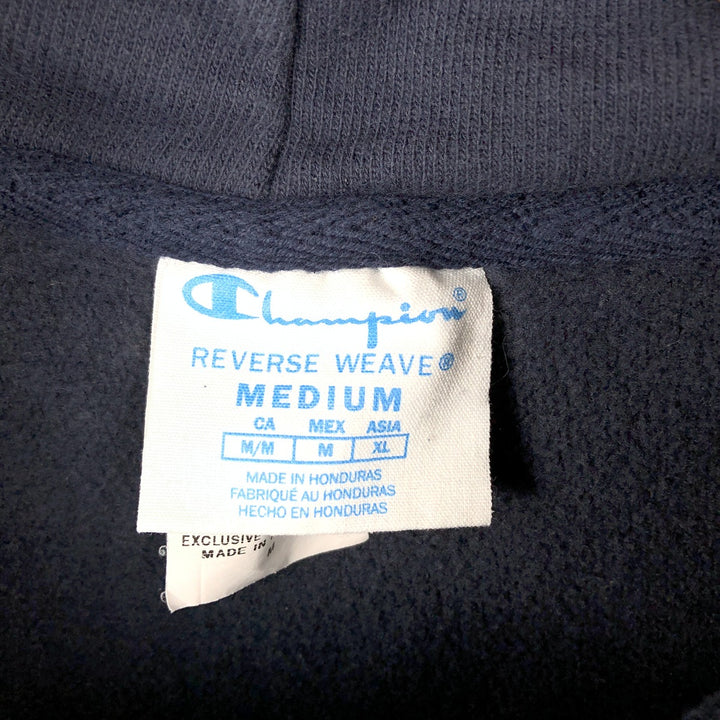 Champion®
REVERSE WEAVE®
MEDIUM
CA MEX ASIA
M/M M XL
MADE IN HONDURAS
FABRIQUÉ AU HONDURAS
HECHO EN HONDURAS
EXCLUSIVE
MADE IN